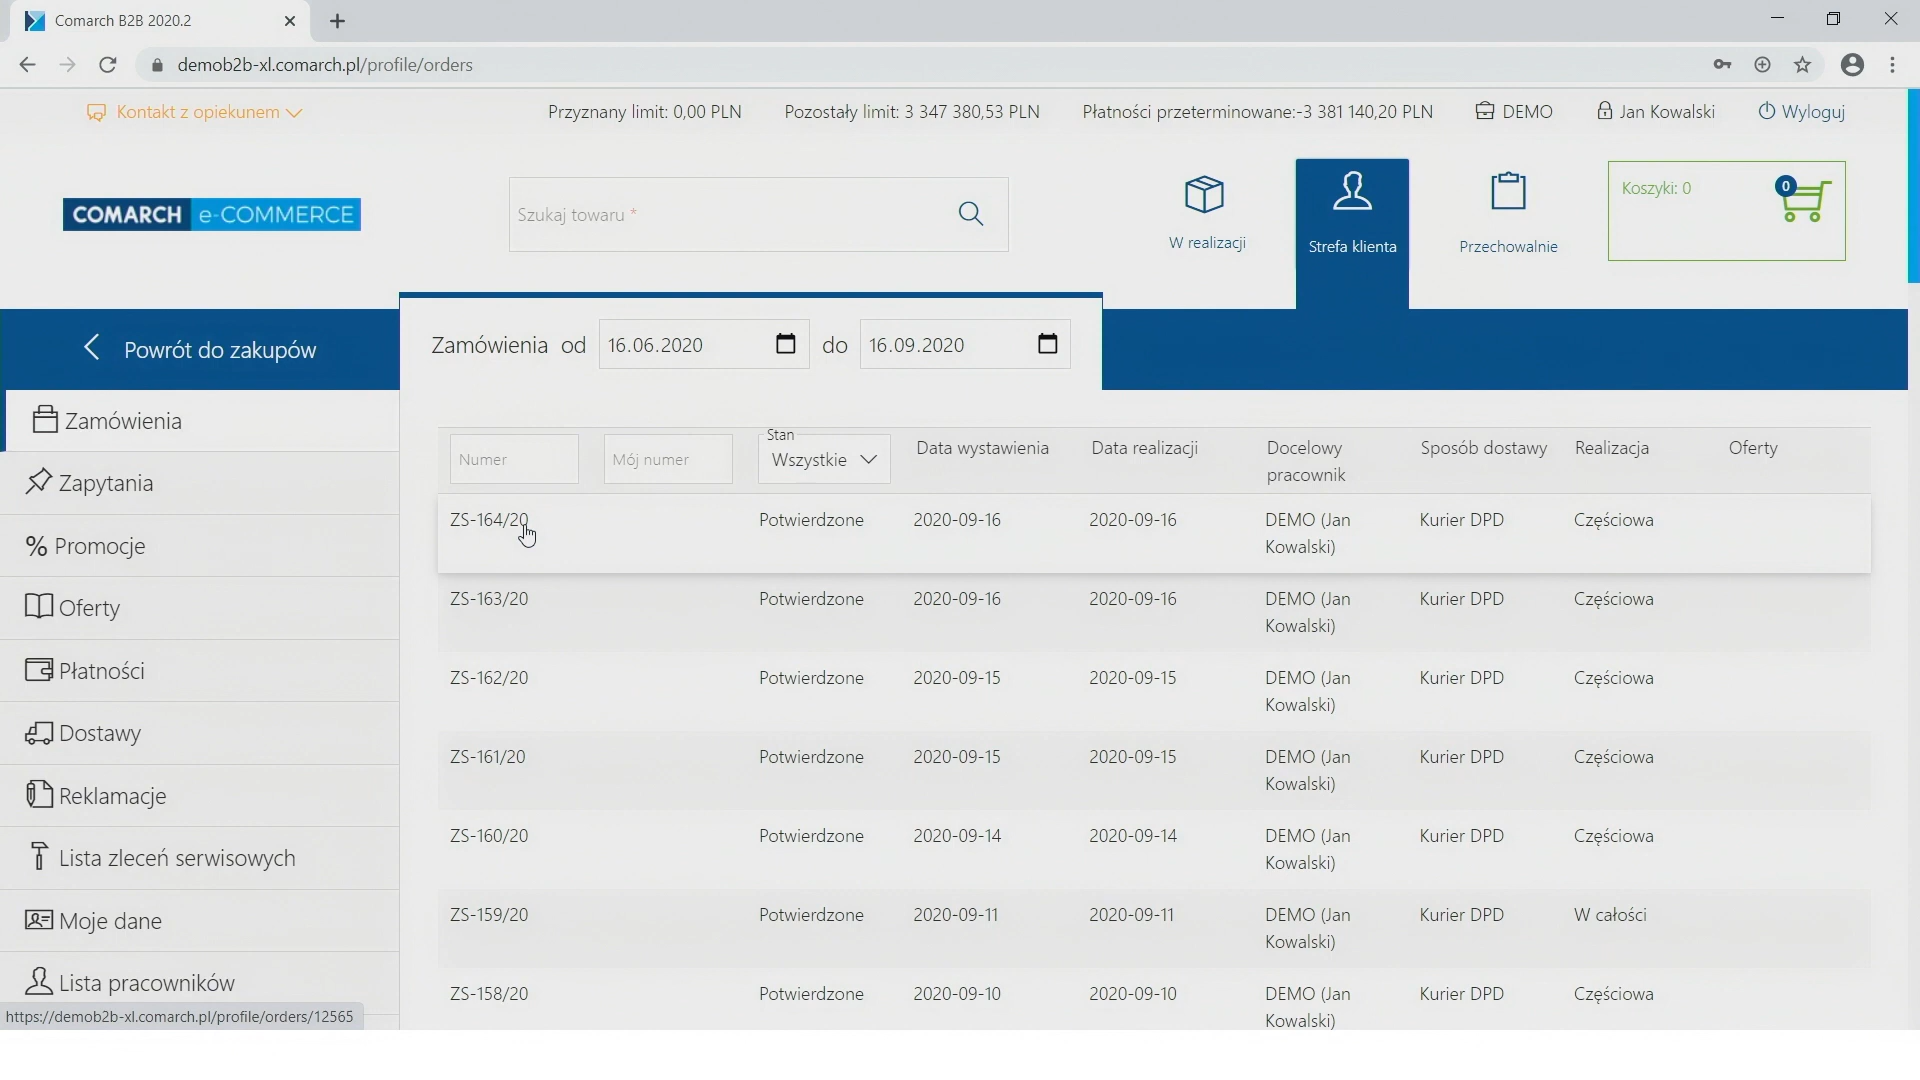 Comarch B2B 2020.2
demob2b-xl.comarch.pl/profile/orders
Kontakt z opiekunem
Przyznany limit: 0,00 PLN
Pozostały limit: 3 347 380,53 PLN
Płatności przeterminowane:-3 381 140,20 PLN
DEMO
Jan Kowalski
Wyloguj
COMARCH e-COMMERCE
Szukaj towaru *
W realizacji
Strefa klienta
Przechowalnie
Koszyki: 0
0
Powrót do zakupów
Zamówienia od 16.06.2020 do 16.09.2020
Zamówienia
Zapytania
% Promocje
Oferty
Płatności
Dostawy
Reklamacje
Lista zleceń serwisowych
Moje dane
Lista pracowników
Numer
Mój numer
Stan
Wszystkie
Data wystawienia
Data realizacji
Docelowy
pracownik
Sposób dostawy
Realizacja
Oferty
ZS-164/20 Potwierdzone 2020-09-16 2020-09-16 DEMO (Jan Kurier DPD Częściowa
Kowalski)
ZS-163/20 Potwierdzone 2020-09-16 2020-09-16 DEMO (Jan Kurier DPD Częściowa
Kowalski)
ZS-162/20 Potwierdzone 2020-09-15 2020-09-15 DEMO (Jan Kurier DPD Częściowa
Kowalski)
ZS-161/20 Potwierdzone 2020-09-15 2020-09-15 DEMO (Jan Kurier DPD Częściowa
Kowalski)
ZS-160/20 Potwierdzone 2020-09-14 2020-09-14 DEMO (Jan Kurier DPD Częściowa
Kowalski)
ZS-159/20 Potwierdzone 2020-09-11 2020-09-11 DEMO (Jan Kurier DPD W całości
Kowalski)
ZS-158/20 Potwierdzone 2020-09-10 2020-09-10 DEMO (Jan Kurier DPD Częściowa
Kowalski)
https://demob2b-xl.comarch.pl/profile/orders/12565